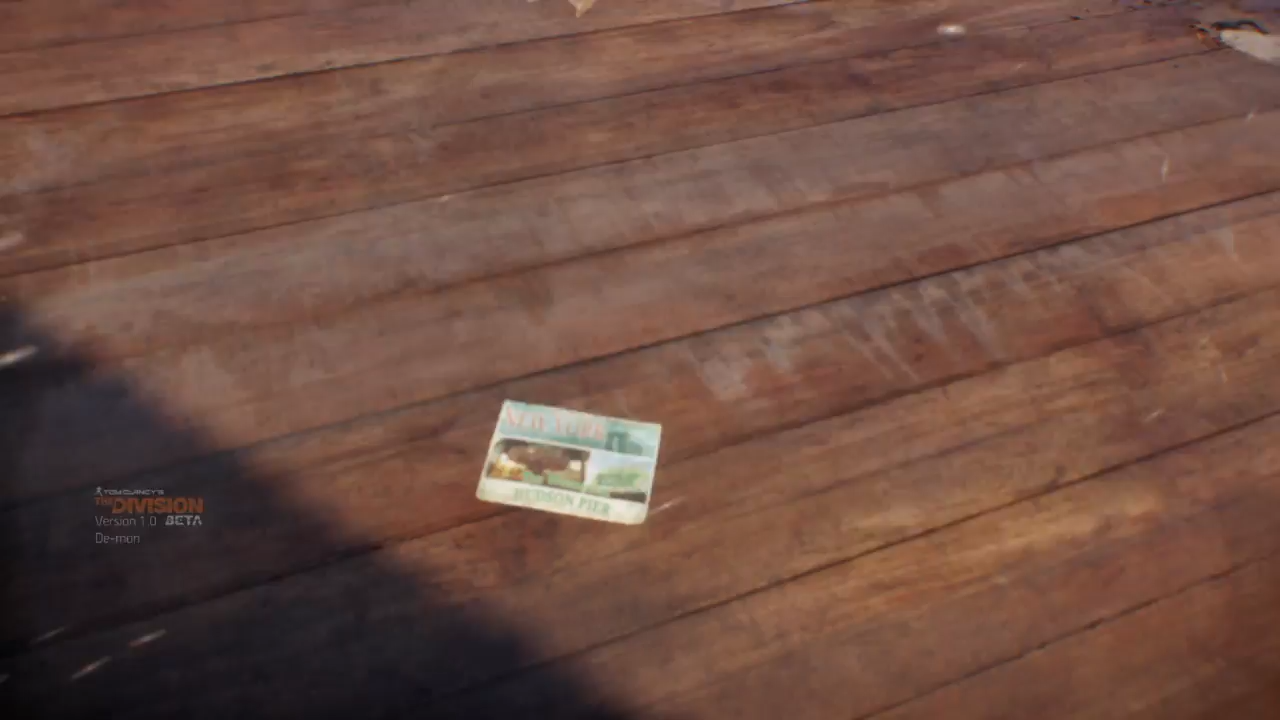 NEW YORK
HUDSON PIER
TOM CLANCY'S
THE DIVISION
Version 1.0 BETA
De-mon